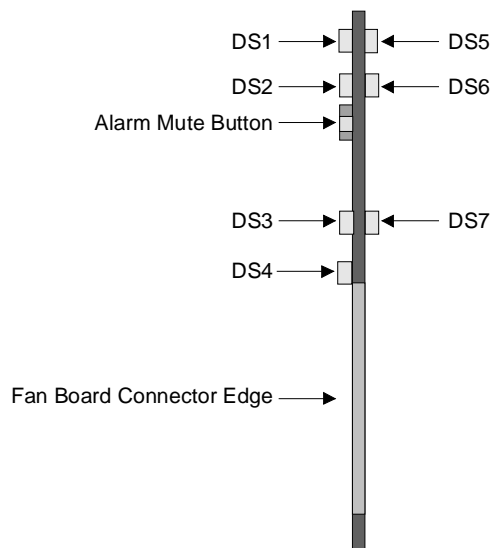 DS1 DS5
DS2 DS6
Alarm Mute Button
DS3 DS7
DS4
Fan Board Connector Edge